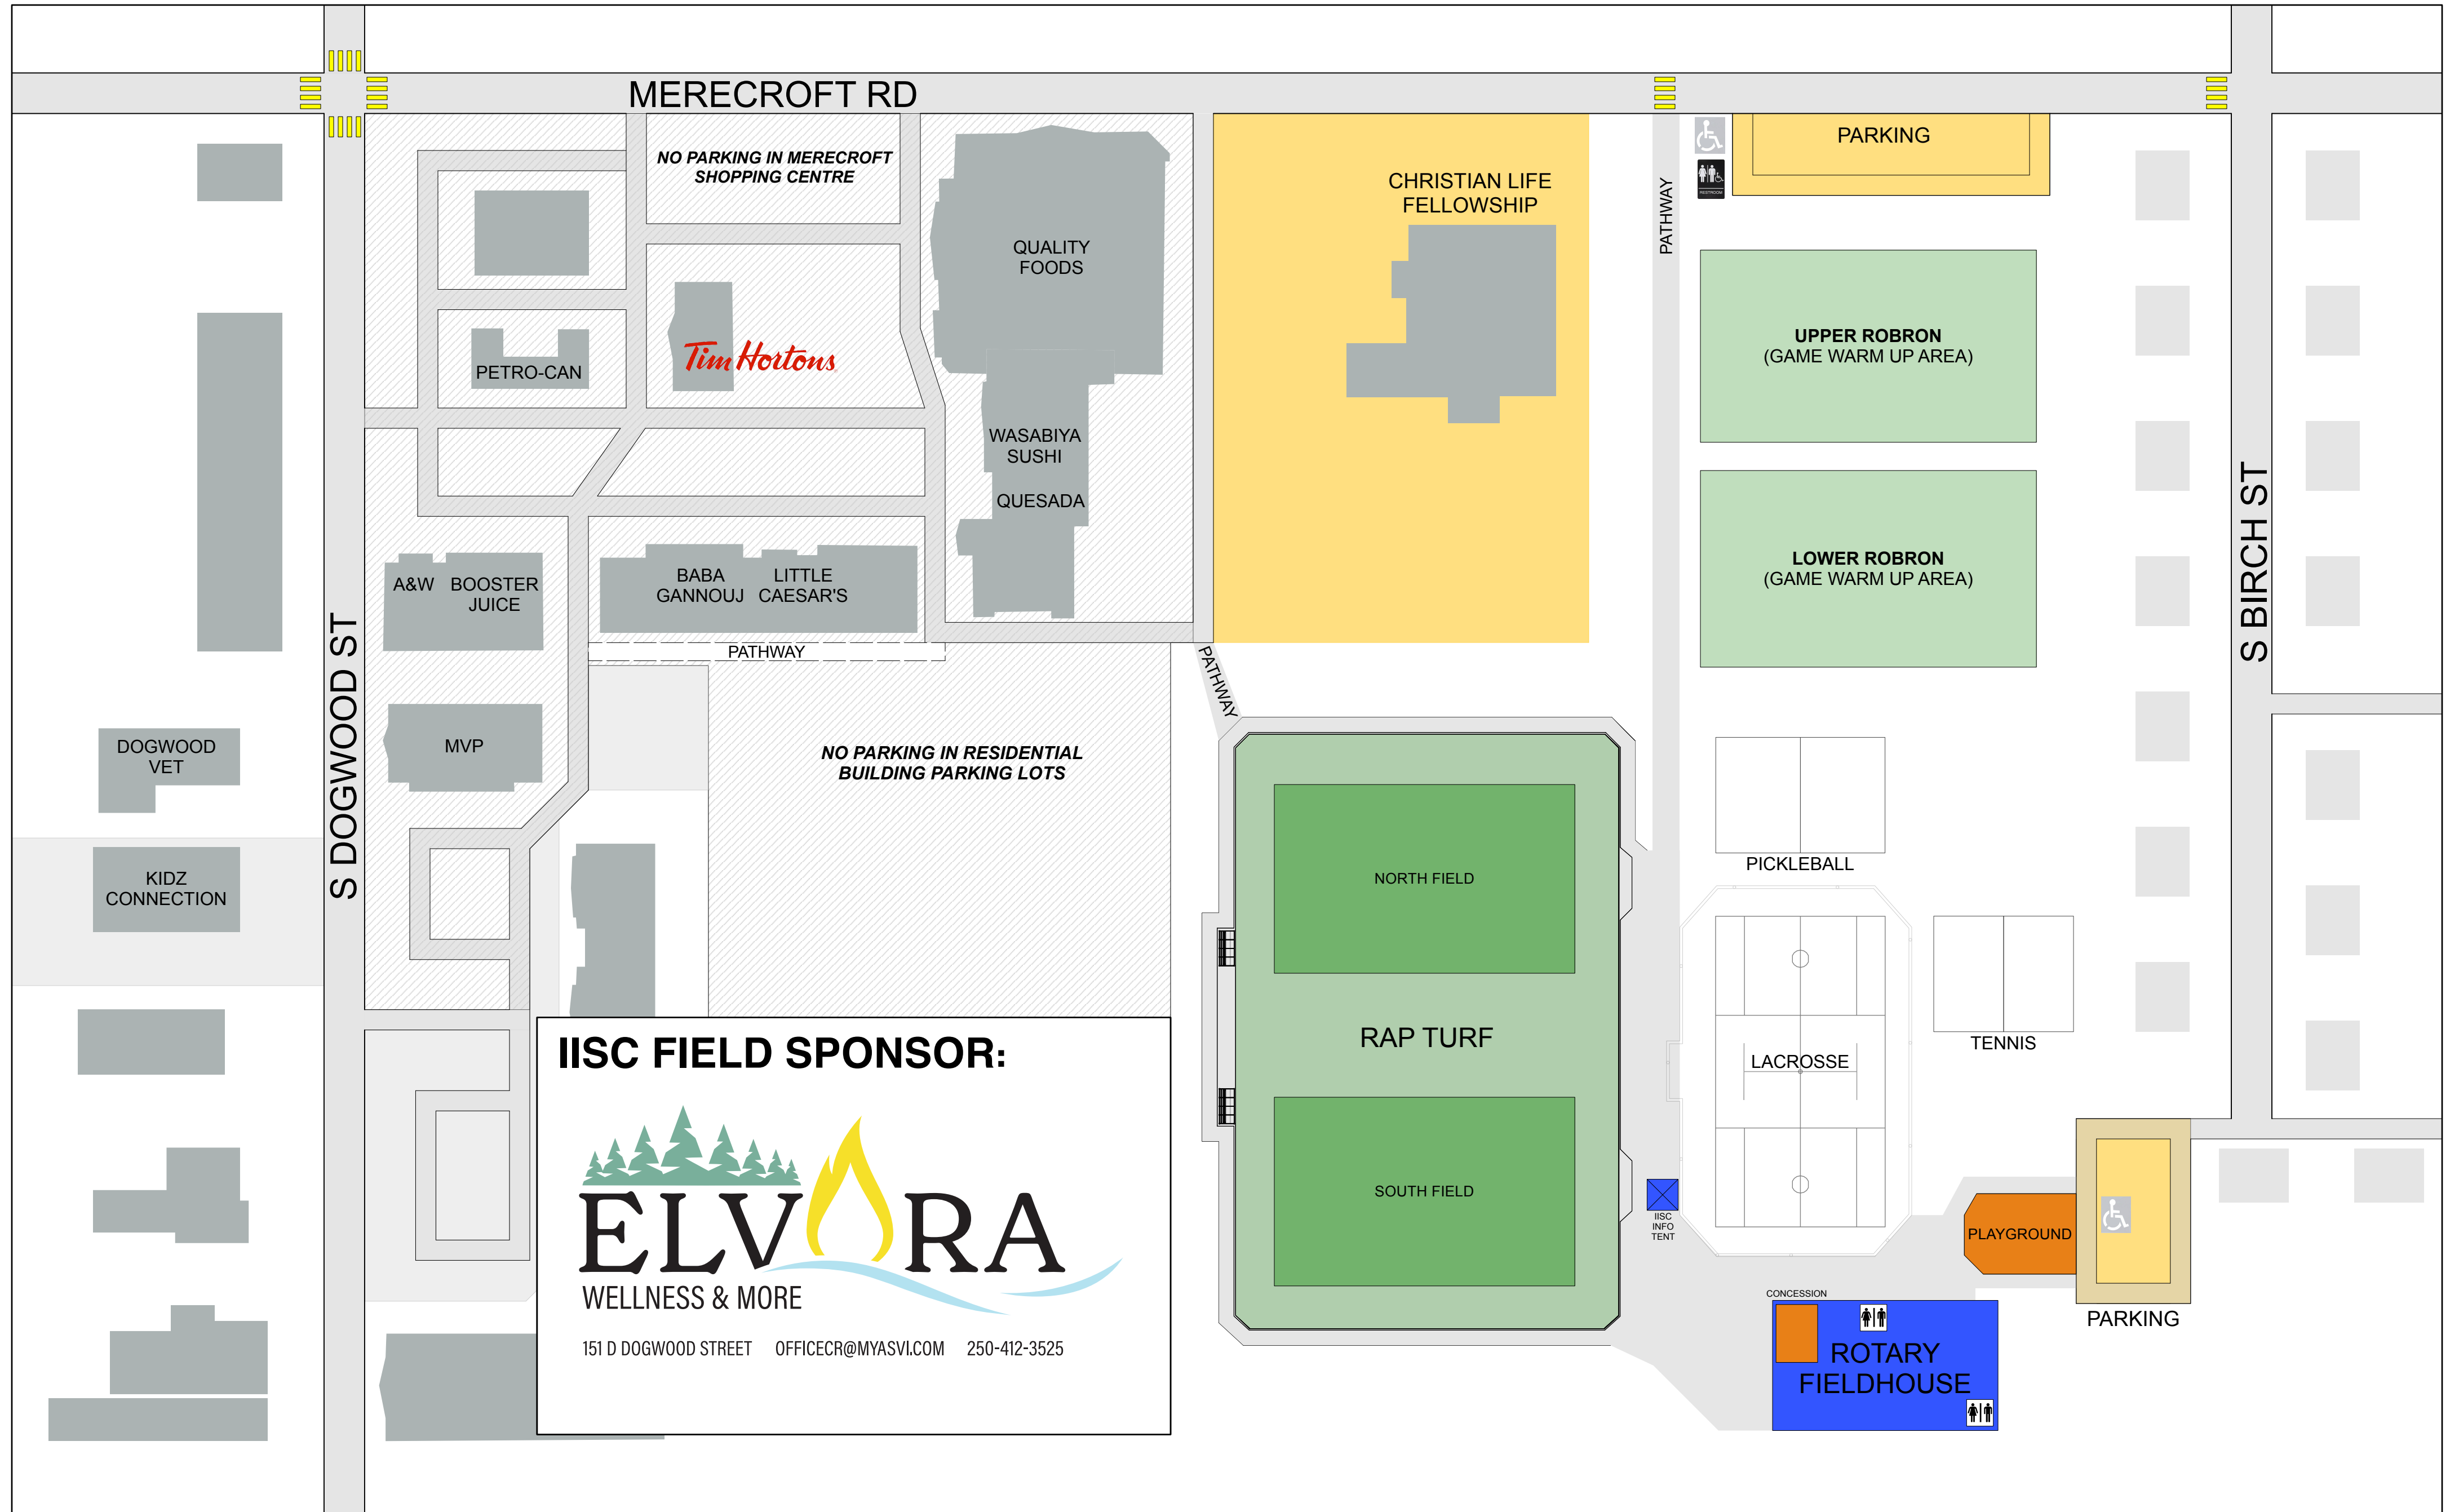 MERECROFT RD
NO PARKING IN MERECROFT
SHOPPING CENTRE
PARKING
RESTROOM
CHRISTIAN LIFE
FELLOWSHIP
PATHWAY
QUALITY
FOODS
UPPER ROBRON
(GAME WARM UP AREA)
Tim Hortons
PETRO-CAN
WASABIYA
SUSHI
QUESADA
LOWER ROBRON
(GAME WARM UP AREA)
S BIRCH ST
A&W
BOOSTER
JUICE
BABA
GANNOUJ
LITTLE
CAESAR'S
PATHWAY
PATHWAY
S DOGWOOD ST
DOGWOOD
VET
MVP
NO PARKING IN RESIDENTIAL
BUILDING PARKING LOTS
KIDZ
CONNECTION
NORTH FIELD
PICKLEBALL
RAP TURF
LACROSSE
TENNIS
SOUTH FIELD
IISC
INFO
TENT
PLAYGROUND
PARKING
CONCESSION
ROTARY
FIELDHOUSE
IISC FIELD SPONSOR:
ELVORA
WELLNESS & MORE
151 D DOGWOOD STREET OFFICECR@MYASVI.COM 250-412-3525